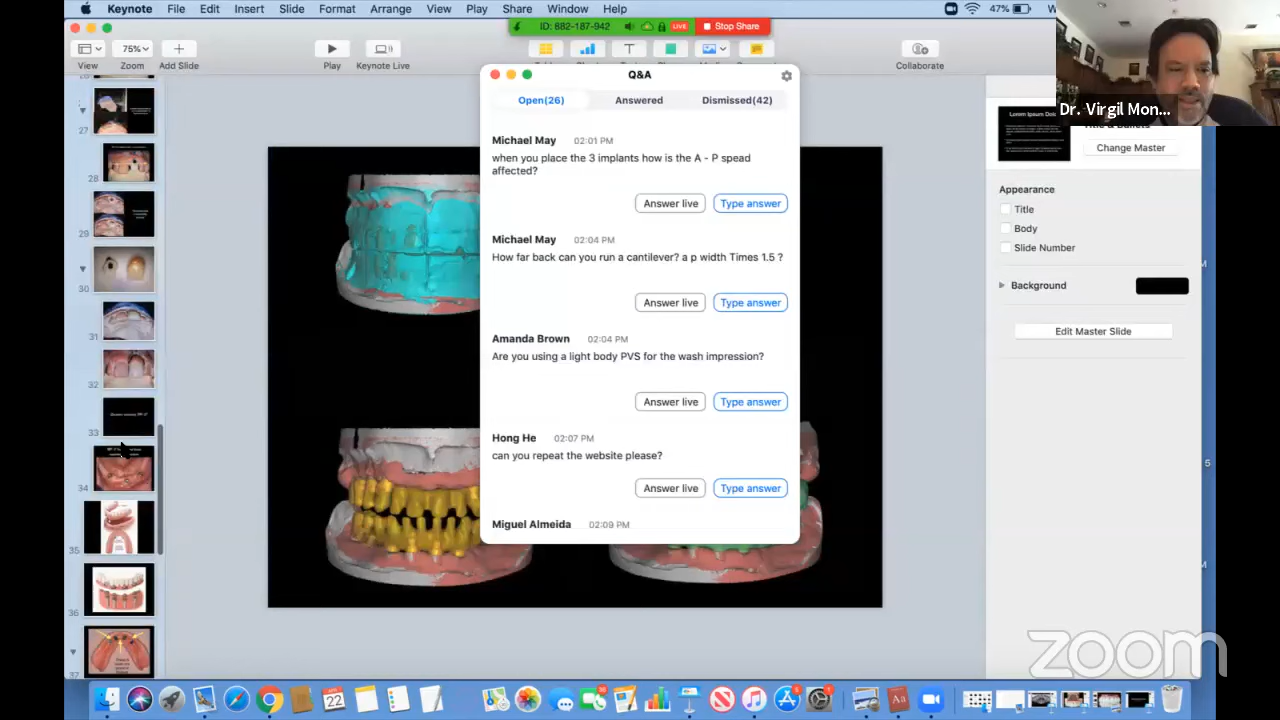 Keynote File Edit Insert Slide Format Arrange View Play Share Window Help
47%
ID: 882-187-942 LIVE Stop Share
75%
View Zoom Add Slide Play Keynote Live Collaborate
Dr. Virgil Mon...
Q&A
Open(26) Answered Dismissed(42)
Michael May 02:01 PM
when you place the 3 implants how is the A - P spead
affected?
Answer live Type answer
Michael May 02:04 PM
How far back can you run a cantilever? a p width Times 1.5 ?
Answer live Type answer
Amanda Brown 02:04 PM
Are you using a light body PVS for the wash impression?
Answer live Type answer
Hong He 02:07 PM
can you repeat the website please?
Answer live Type answer
Miguel Almeida 02:09 PM
27
28
29
30
31
32
33
34
35
36
37
Change Master
Appearance
Title
Body
Slide Number
Background
Edit Master Slide
zoom